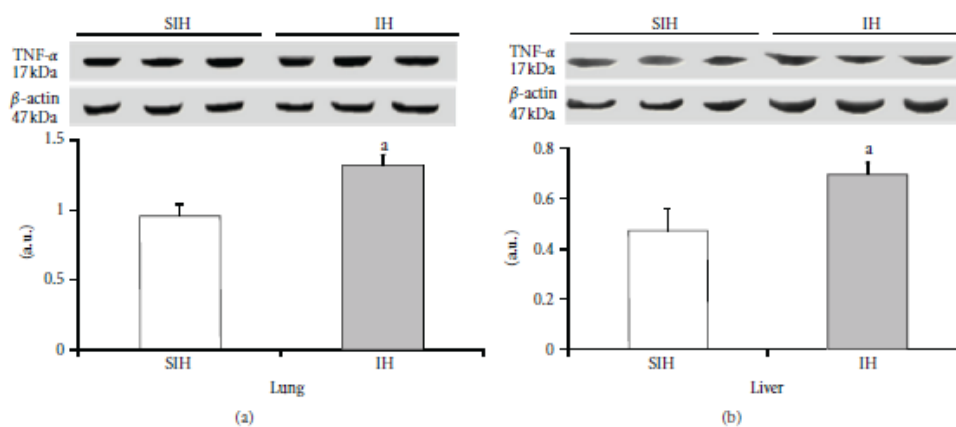 SIH IH
TNF-α
17 kDa
β-actin
47 kDa
1.5
1
0.5
0
(a.u.)
a
SIH IH
Lung
(a)
SIH IH
TNF-α
17 kDa
β-actin
47 kDa
0.8
0.6
0.4
0.2
0
(a.u.)
a
SIH IH
Liver
(b)